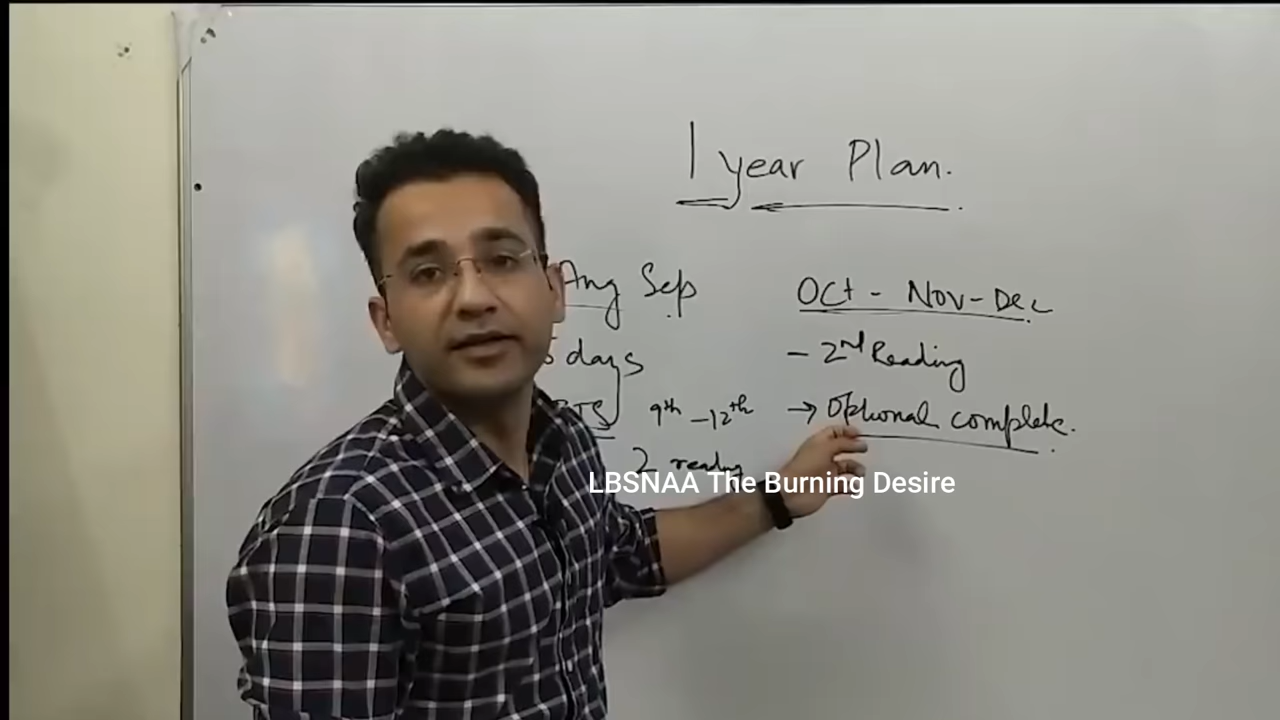 1 year Plan.
Aug Sep
days
9th - 12th
2 reading
Oct - Nov - Dec
- 2nd Reading
→ Optional complete.
LBSNAA The Burning Desire